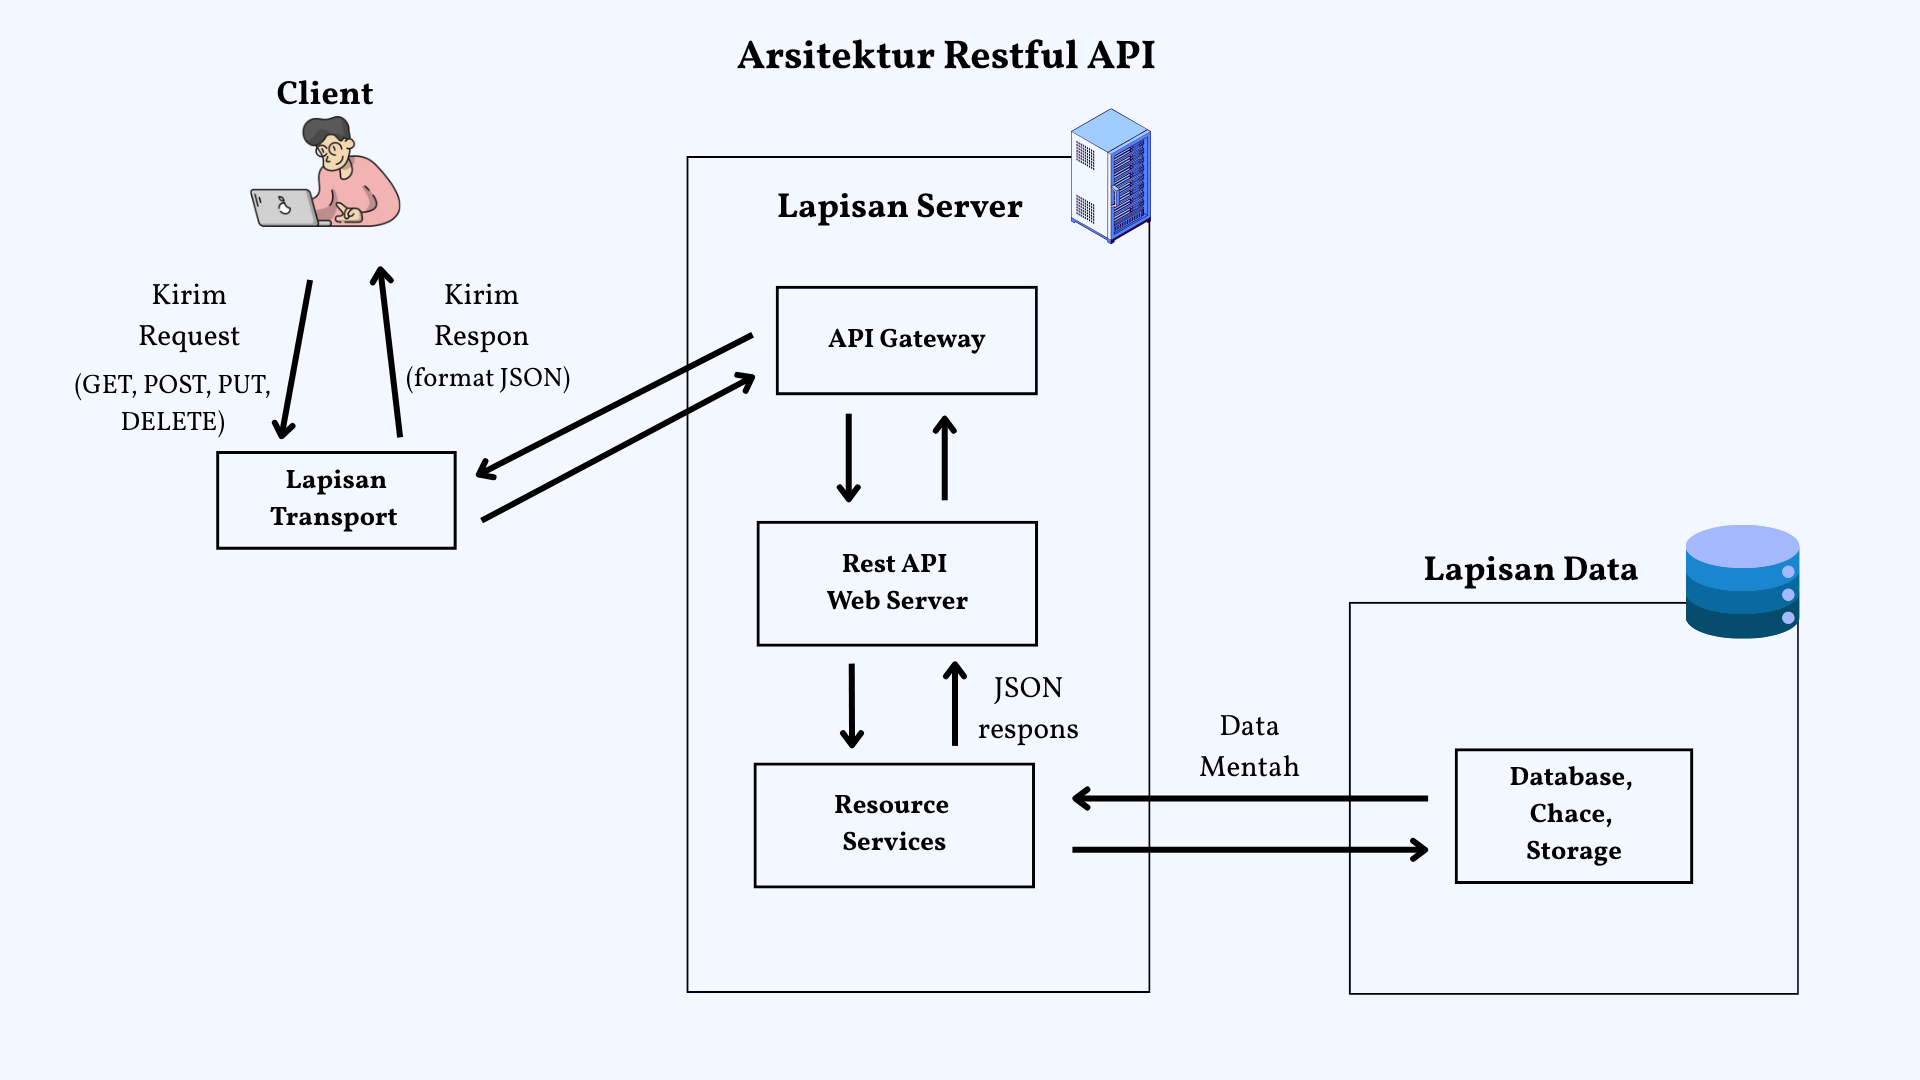 Arsitektur Restful API
Client
Kirim
Request
(GET, POST, PUT,
DELETE)
Kirim
Respon
(format JSON)
Lapisan
Transport
Lapisan Server
API Gateway
Rest API
Web Server
JSON
respons
Resource
Services
Data
Mentah
Lapisan Data
Database,
Chace,
Storage